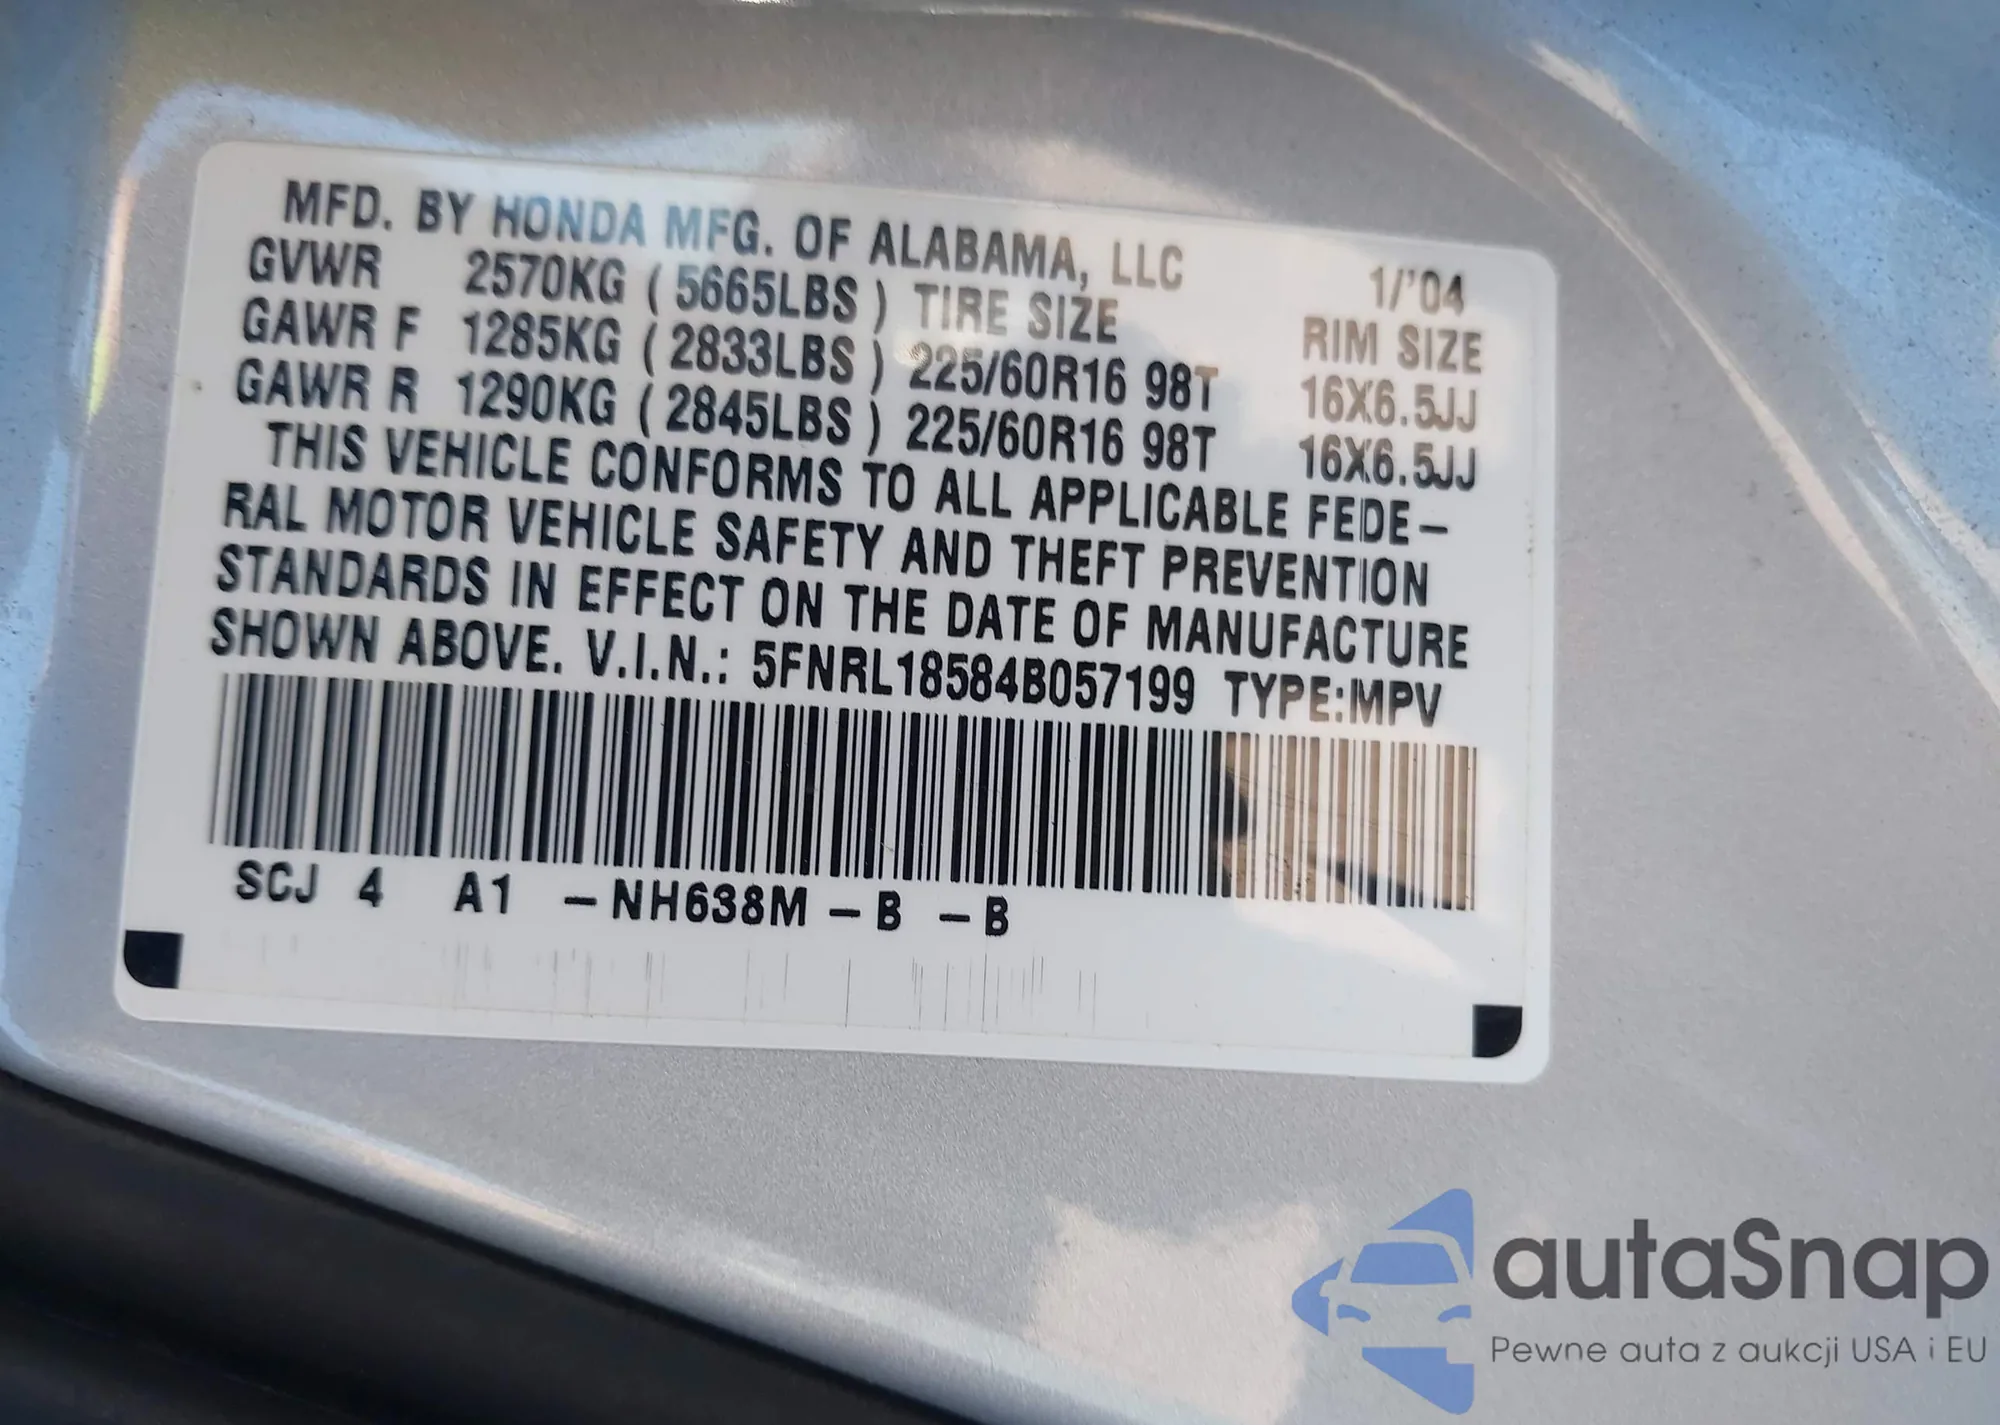 MFD. BY HONDA MFG. OF ALABAMA, LLC 1/'04
GVWR 2570KG ( 5665LBS ) TIRE SIZE RIM SIZE
GAWR F 1285KG ( 2833LBS ) 225/60R16 98T 16X6.5JJ
GAWR R 1290KG ( 2845LBS ) 225/60R16 98T 16X6.5JJ
THIS VEHICLE CONFORMS TO ALL APPLICABLE FEDE-
RAL MOTOR VEHICLE SAFETY AND THEFT PREVENTION
STANDARDS IN EFFECT ON THE DATE OF MANUFACTURE
SHOWN ABOVE. V.I.N.: 5FNRL18584B057199 TYPE:MPV
SCJ 4 A1 -NH638M - B - B
autaSnap
Pewne auta z aukcji USA i EU